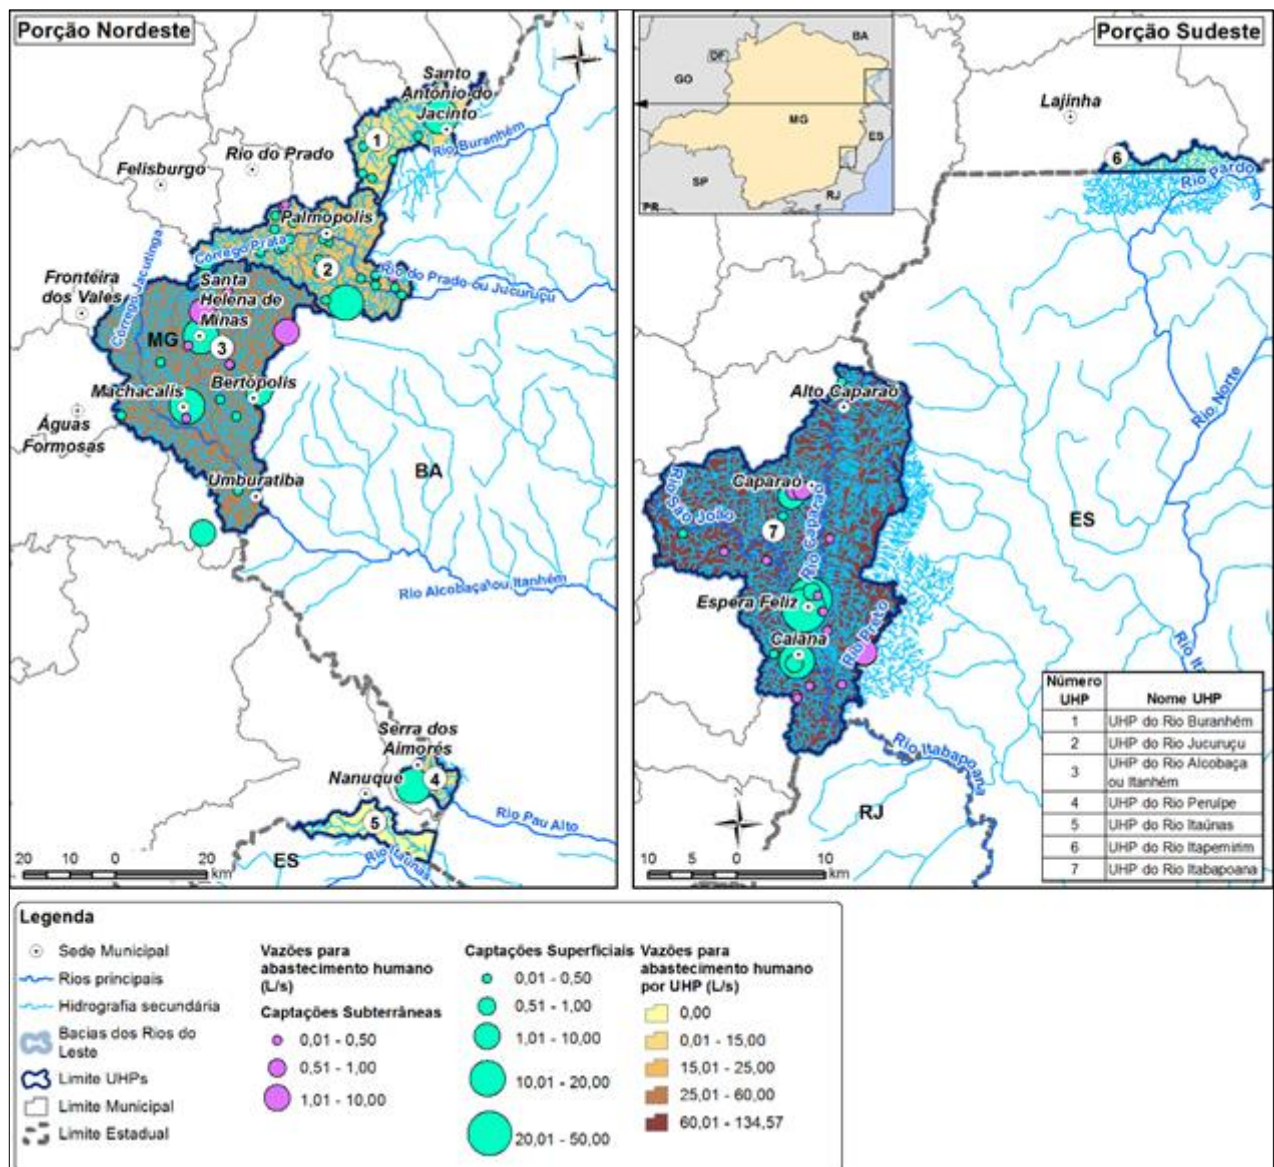 Porção Nordeste
Santo
Antônio do
Jacinto
1
Rio Buranhém
Rio do Prado
Felisburgo
Palmopolis
Córrego Prata
2
Rio do Prado ou Jucuruçu
Fronteira
dos Vales
Córrego Jacutinga
Santa
Helena de
Minas
MG
3
Machacalis
Bertópolis
Águas
Formosas
Umburatiba
BA
Rio Alcobaça ou Itanhém
Serra dos
Aimorés
Nanuque
4
5
Rio Pau Alto
ES
Rio Itaúnas
20 10 0 20
km
Porção Sudeste
BA
DF
GO
MG
ES
SP
RJ
PR
Lajinha
6
Rio Pardo
Rio Norte
Alto Caparaó
Caparaó
Rio São João
Rio Caparaó
7
ES
Espera Feliz
Caiana
Rio Preto
Rio Itabapoana
RJ
10 5 0 10
km
Número UHP Nome UHP
1 UHP do Rio Buranhém
2 UHP do Rio Jucuruçu
3 UHP do Rio Alcobaça ou Itanhém
4 UHP do Rio Peruípe
5 UHP do Rio Itaúnas
6 UHP do Rio Itapemirim
7 UHP do Rio Itabapoana
Legenda
Sede Municipal
Rios principais
Hidrografia secundária
Bacias dos Rios do
Leste
Limite UHPs
Limite Municipal
Limite Estadual
Vazões para
abastecimento humano
(L/s)
Captações Subterrâneas
0,01 - 0,50
0,51 - 1,00
1,01 - 10,00
Captações Superficiais
0,01 - 0,50
0,51 - 1,00
1,01 - 10,00
10,01 - 20,00
20,01 - 50,00
Vazões para
abastecimento humano
por UHP (L/s)
0,00
0,01 - 15,00
15,01 - 25,00
25,01 - 60,00
60,01 - 134,57